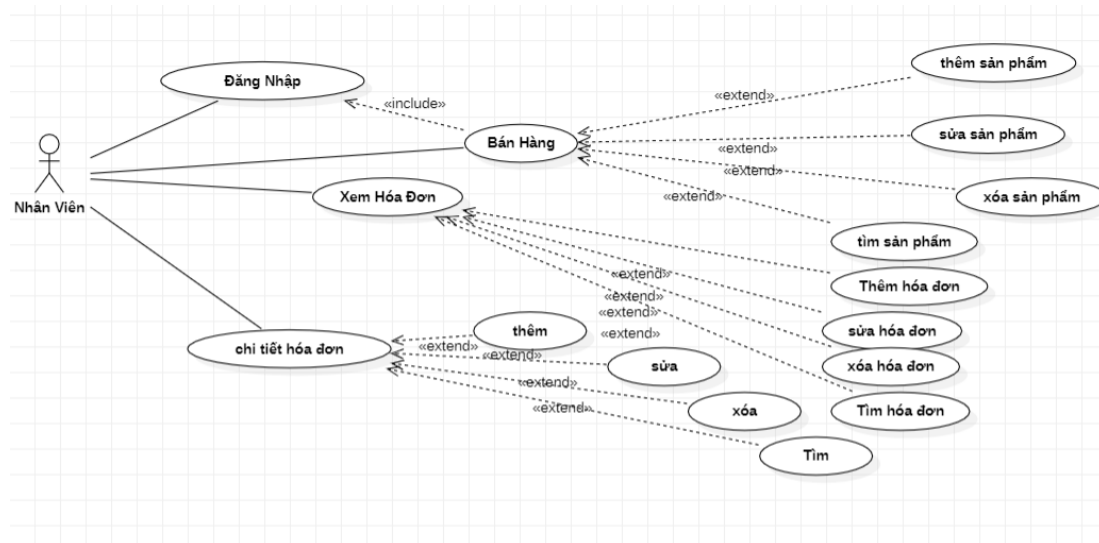 Đăng Nhập
thêm sản phẩm
«extend»
«include»
Bán Hàng
sửa sản phẩm
«extend»
«extend»
Nhân Viên
Xem Hóa Đơn
«extend»
xóa sản phẩm
tìm sản phẩm
«extend»
Thêm hóa đơn
«extend»
«extend»
thêm
«extend»
sửa hóa đơn
chi tiết hóa đơn
«extend»
«extend»
sửa
xóa hóa đơn
«extend»
xóa
Tìm hóa đơn
«extend»
Tìm